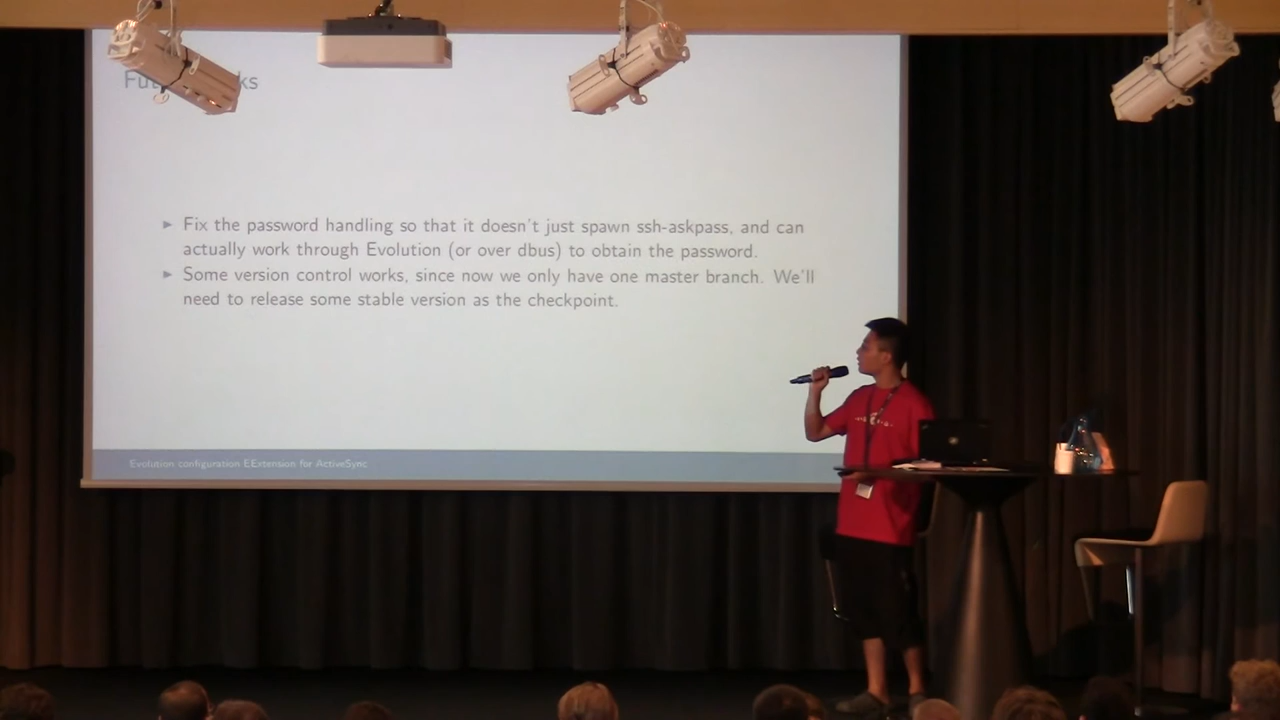 Fix the password handling so that it doesn't just spawn ssh-askpass, and can
actually work through Evolution (or over dbus) to obtain the password.
Some version control works, since now we only have one master branch. We'll
need to release some stable version as the checkpoint.
Evolution configuration EExtension for ActiveSync